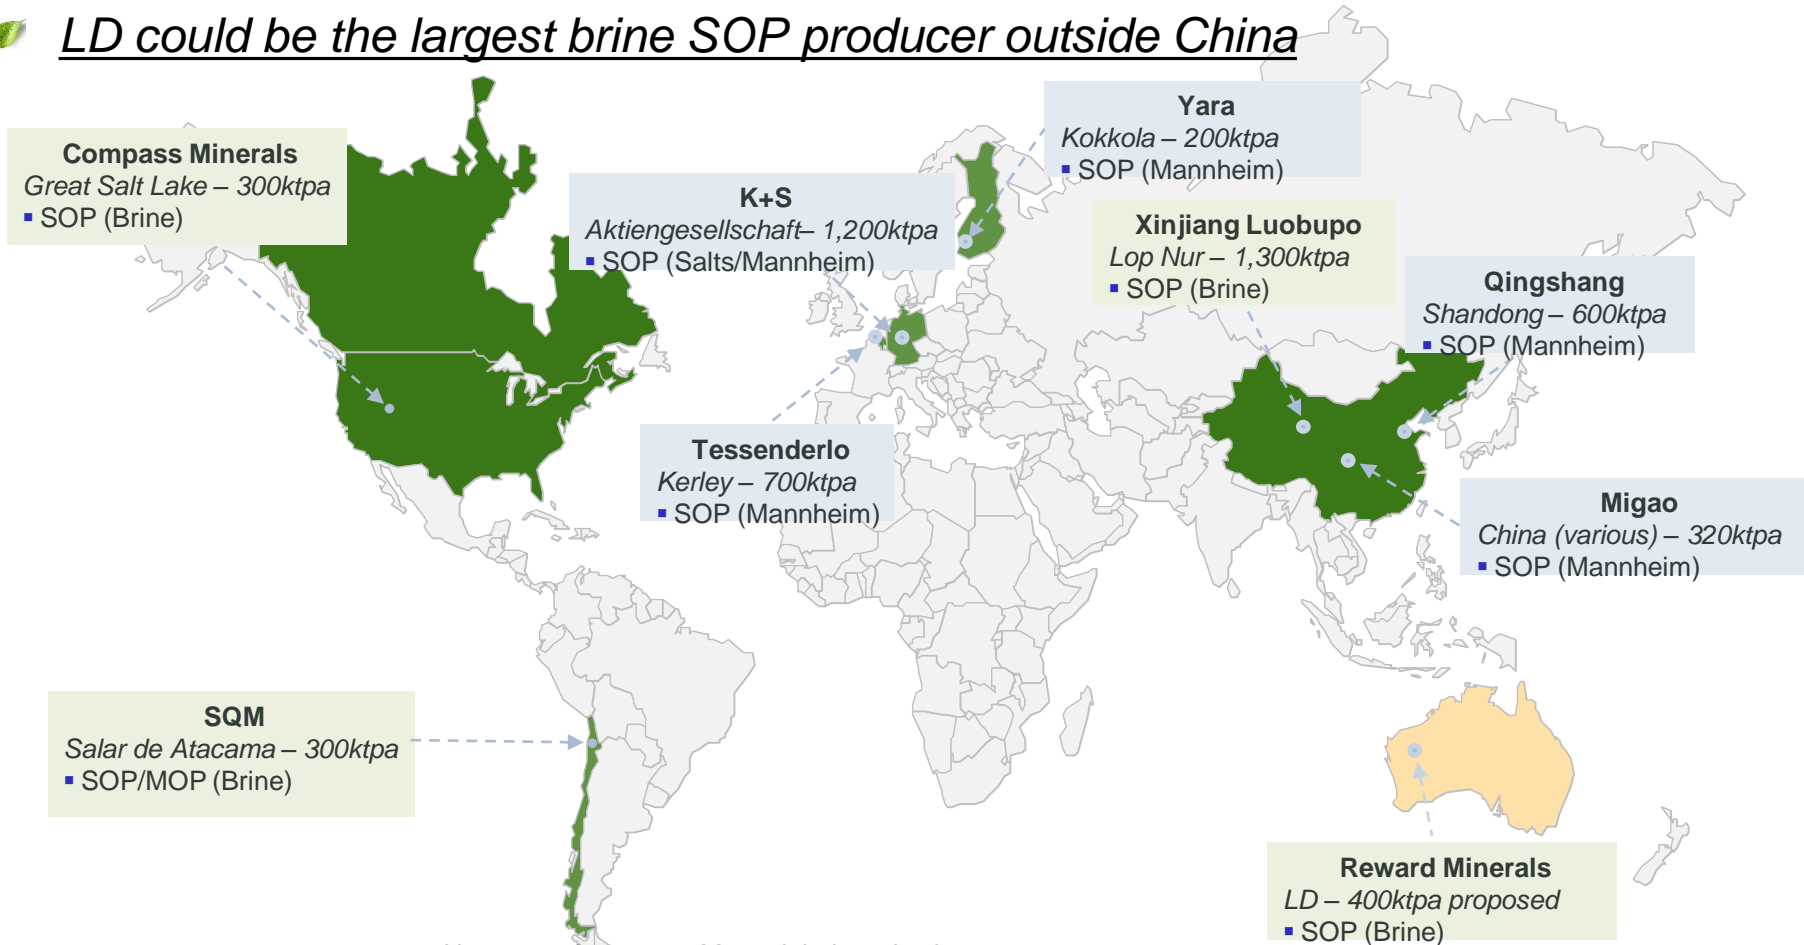 LD could be the largest brine SOP producer outside China
Compass Minerals
Great Salt Lake – 300ktpa
▪ SOP (Brine)
K+S
Aktiengesellschaft– 1,200ktpa
▪ SOP (Salts/Mannheim)
Yara
Kokkola – 200ktpa
▪ SOP (Mannheim)
Xinjiang Luobupo
Lop Nur – 1,300ktpa
▪ SOP (Brine)
Qingshang
Shandong – 600ktpa
▪ SOP (Mannheim)
Tessenderlo
Kerley – 700ktpa
▪ SOP (Mannheim)
Migao
China (various) – 320ktpa
▪ SOP (Mannheim)
SQM
Salar de Atacama – 300ktpa
▪ SOP/MOP (Brine)
Reward Minerals
LD – 400ktpa proposed
▪ SOP (Brine)